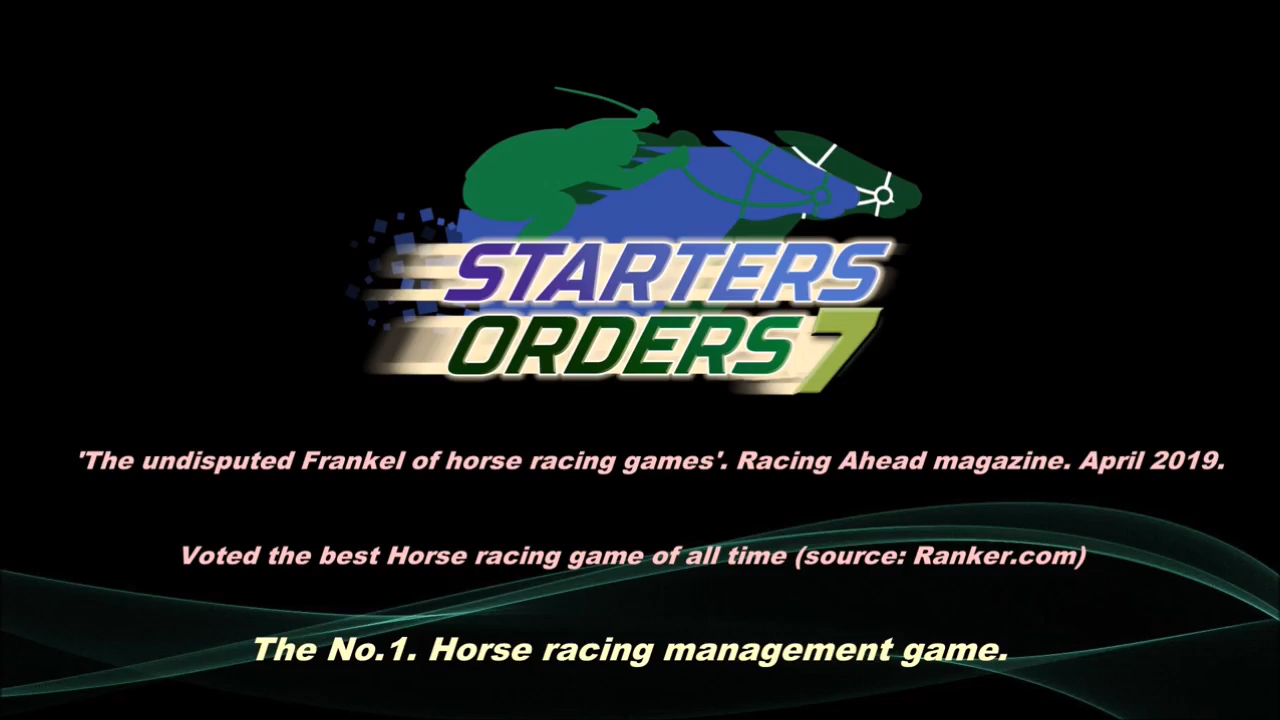 STARTERS
ORDERS 7
'The undisputed Frankel of horse racing games'. Racing Ahead magazine. April 2019.
Voted the best Horse racing game of all time (source: Ranker.com)
The No.1. Horse racing management game.